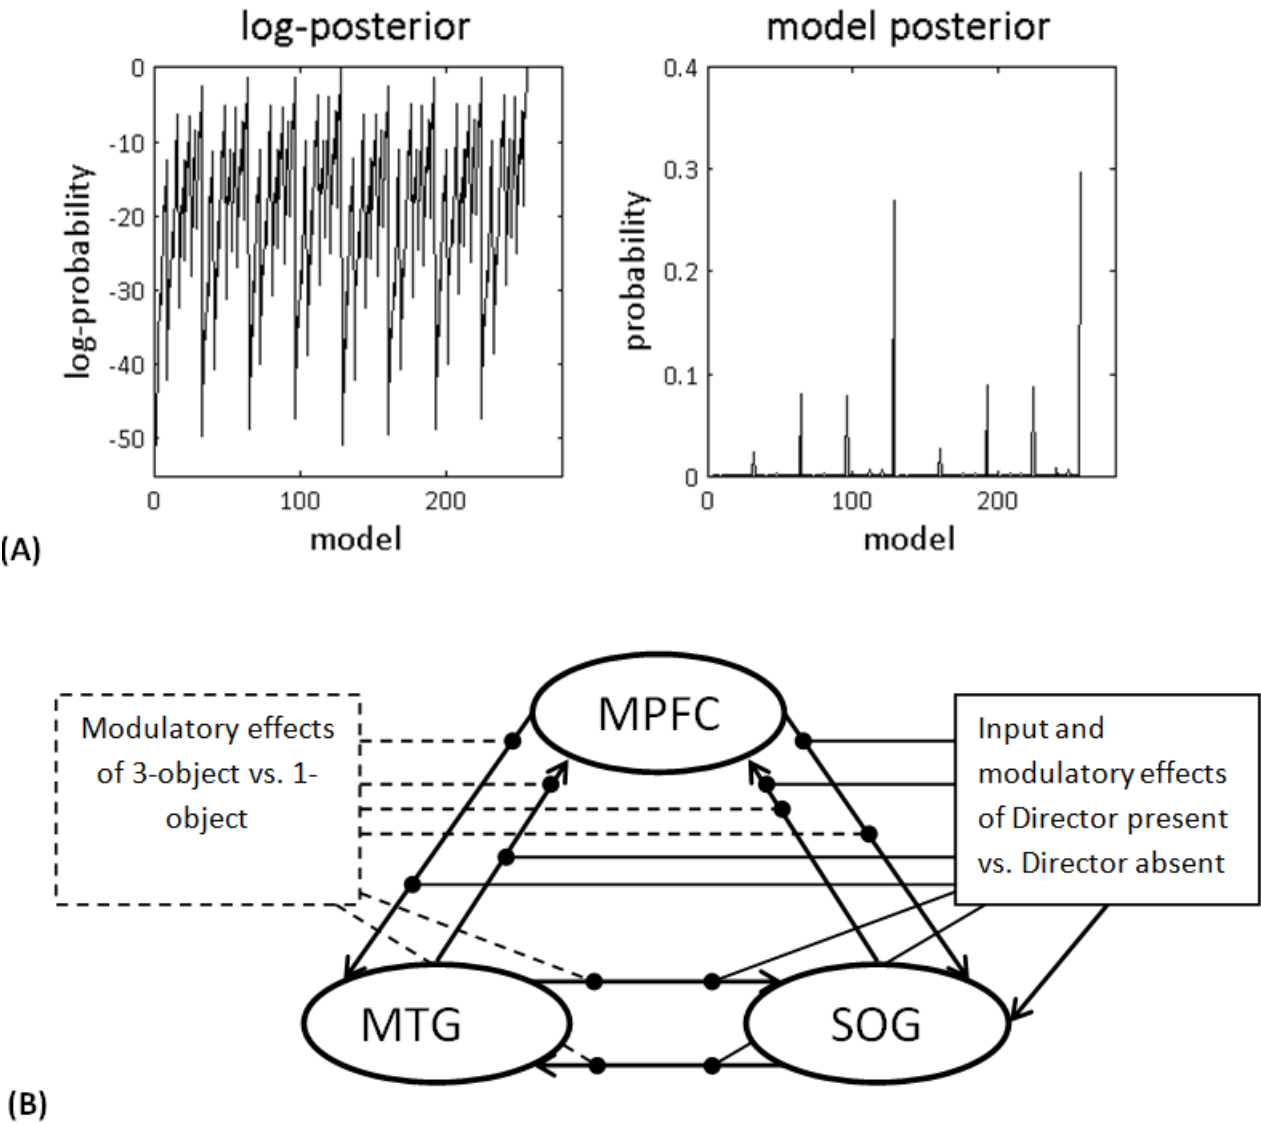 log-posterior
model posterior
0
-10
-20
-30
-40
-50
log-probability
0
100
200
model
0.4
0.3
0.2
0.1
0
probability
0
100
200
model
(A)
MPFC
Modulatory effects
of 3-object vs. 1-
object
Input and
modulatory effects
of Director present
vs. Director absent
MTG
SOG
(B)